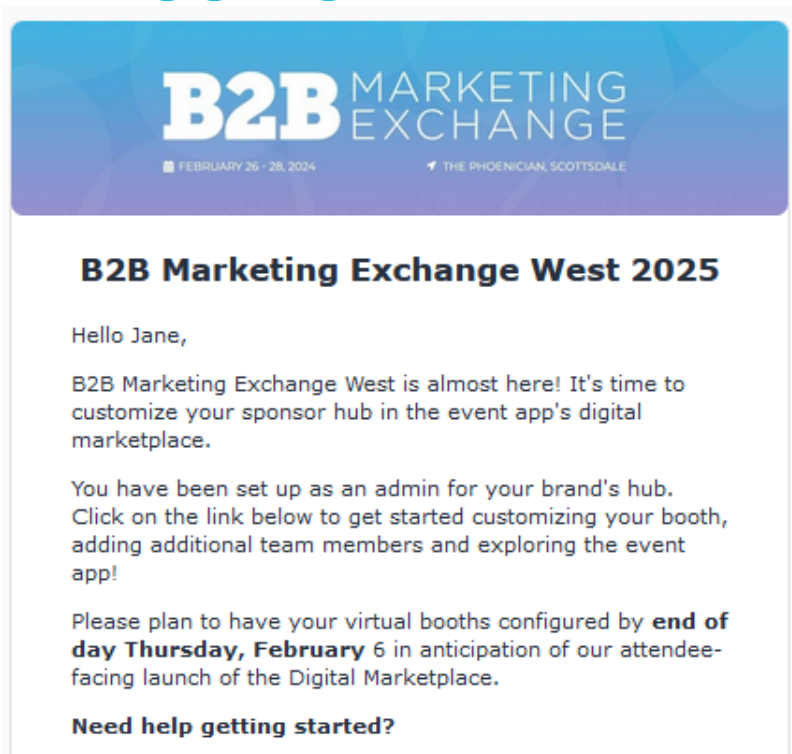 B2B MARKETING
EXCHANGE
FEBRUARY 26 - 28, 2024 THE PHOENICIAN, SCOTTSDALE
B2B Marketing Exchange West 2025
Hello Jane,
B2B Marketing Exchange West is almost here! It's time to
customize your sponsor hub in the event app's digital
marketplace.
You have been set up as an admin for your brand's hub.
Click on the link below to get started customizing your booth,
adding additional team members and exploring the event
app!
Please plan to have your virtual booths configured by end of
day Thursday, February 6 in anticipation of our attendee-
facing launch of the Digital Marketplace.
Need help getting started?